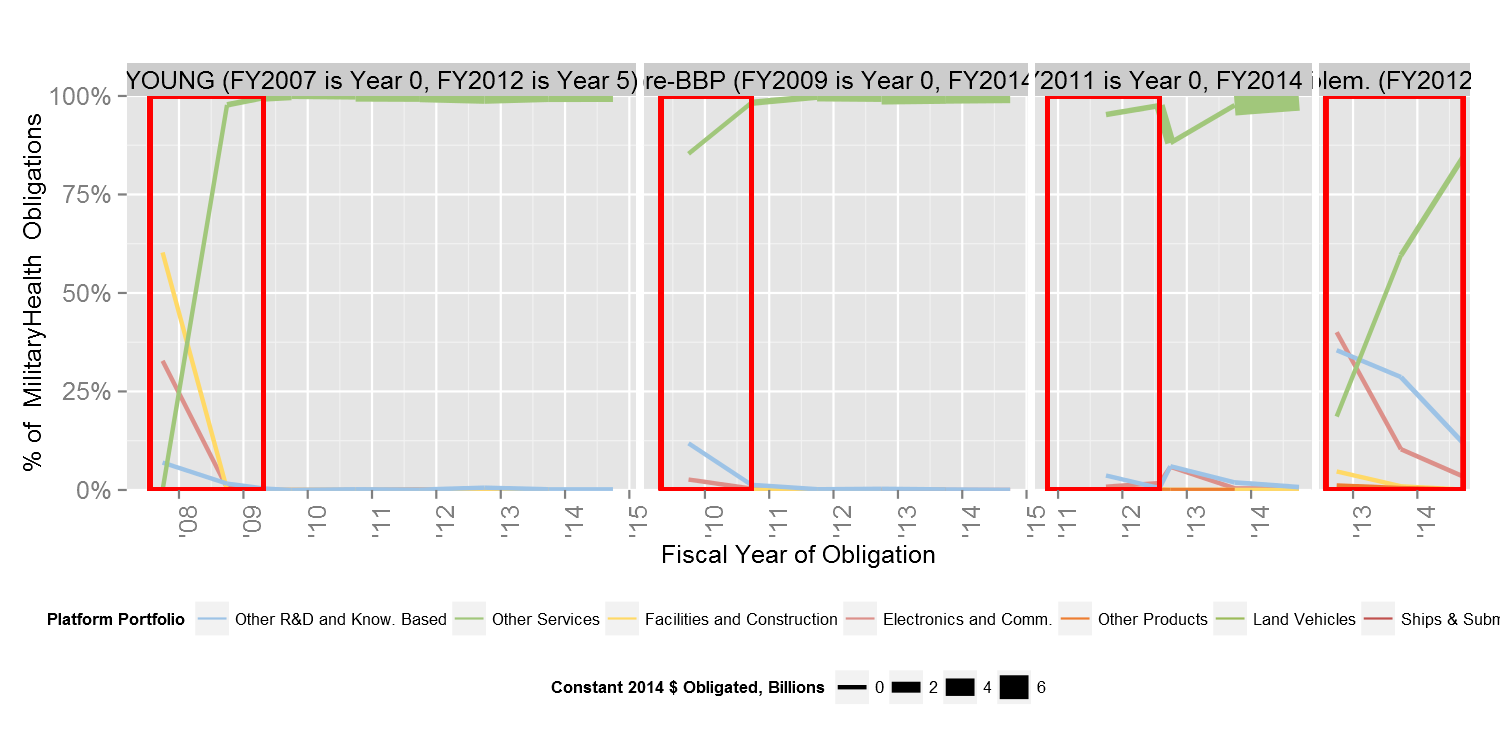 YOUNG (FY2007 is Year 0, FY2012 is Year 5)
re-BBP (FY2009 is Year 0, FY2014
Y2011 is Year 0, FY2014
lem. (FY2012
% of MilitaryHealth Obligations
100%
75%
50%
25%
0%
'08 '09 '10 '11 '12 '13 '14 '15
'10 '11 '12 '13 '14 '15
'11 '12 '13 '14
'13 '14
Fiscal Year of Obligation
Platform Portfolio Other R&D and Know. Based Other Services Facilities and Construction Electronics and Comm. Other Products Land Vehicles Ships & Subm
Constant 2014 $ Obligated, Billions 0 2 4 6